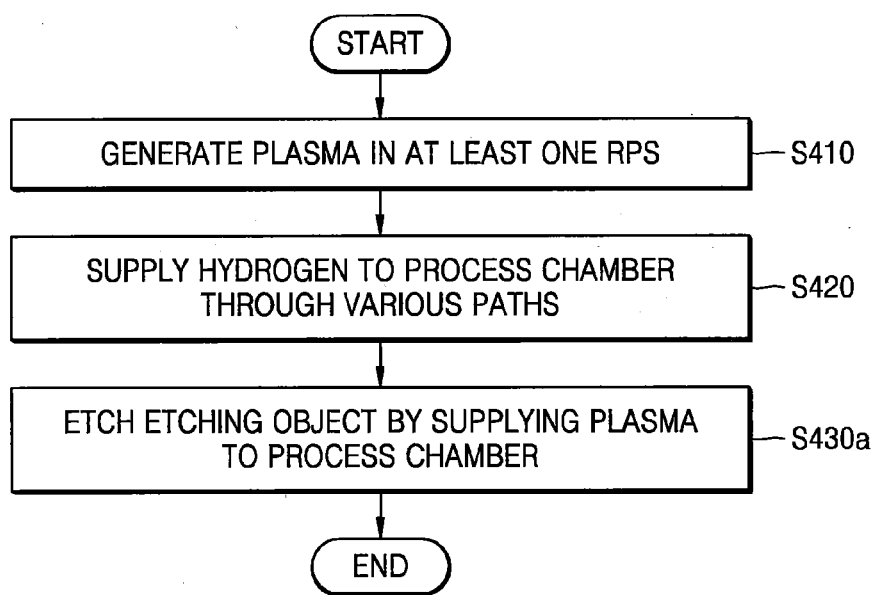 START
GENERATE PLASMA IN AT LEAST ONE RPS
S410
SUPPLY HYDROGEN TO PROCESS CHAMBER
THROUGH VARIOUS PATHS
S420
ETCH ETCHING OBJECT BY SUPPLYING PLASMA
TO PROCESS CHAMBER
S430a
END